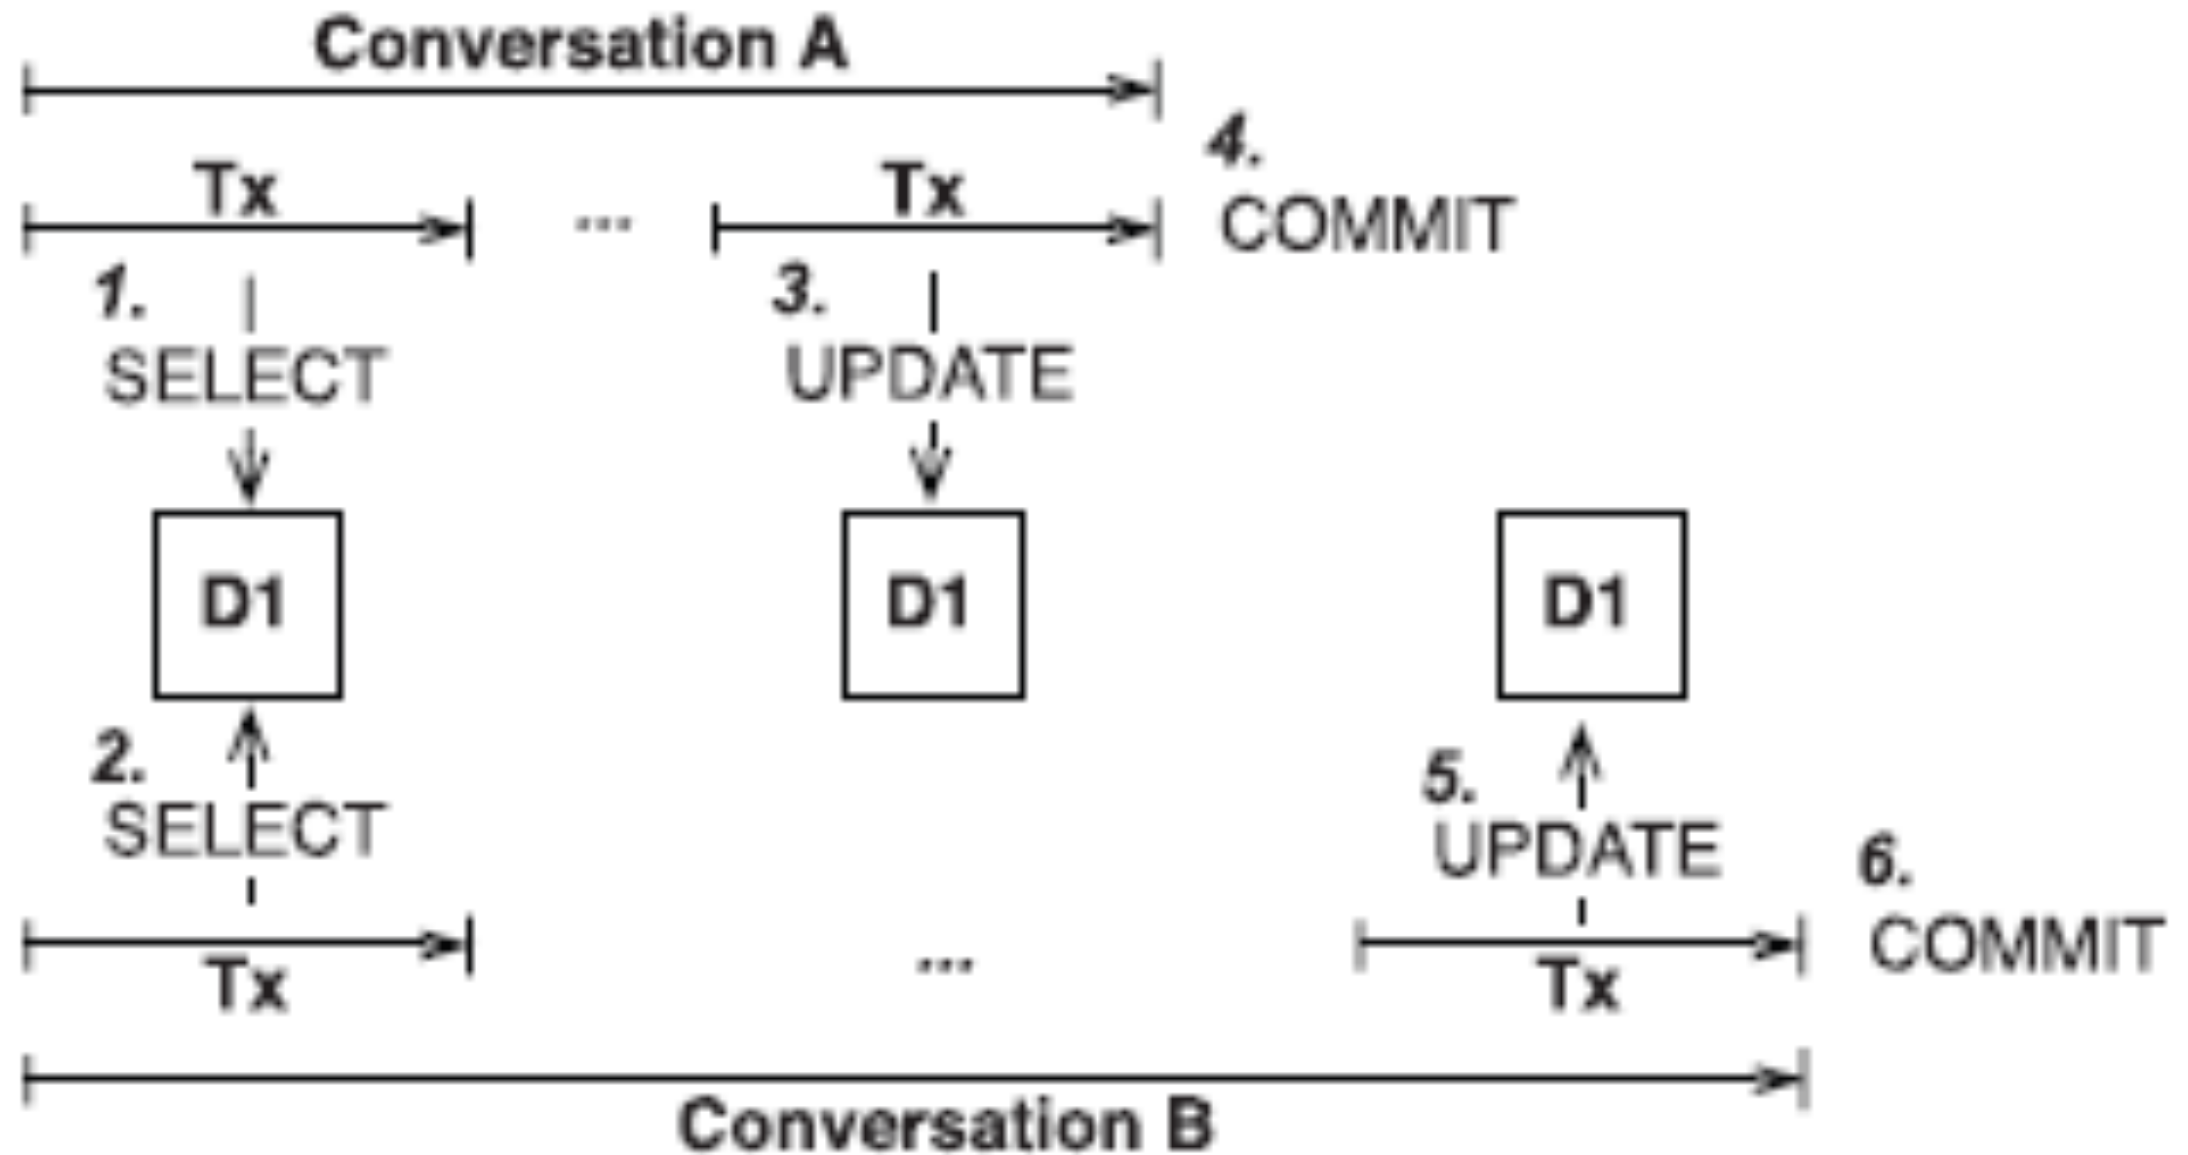 Conversation A
4.
Tx ... Tx COMMIT
1. 3.
SELECT UPDATE
D1 D1 D1
2. 5.
SELECT UPDATE 6.
... COMMIT
Tx Tx
Conversation B